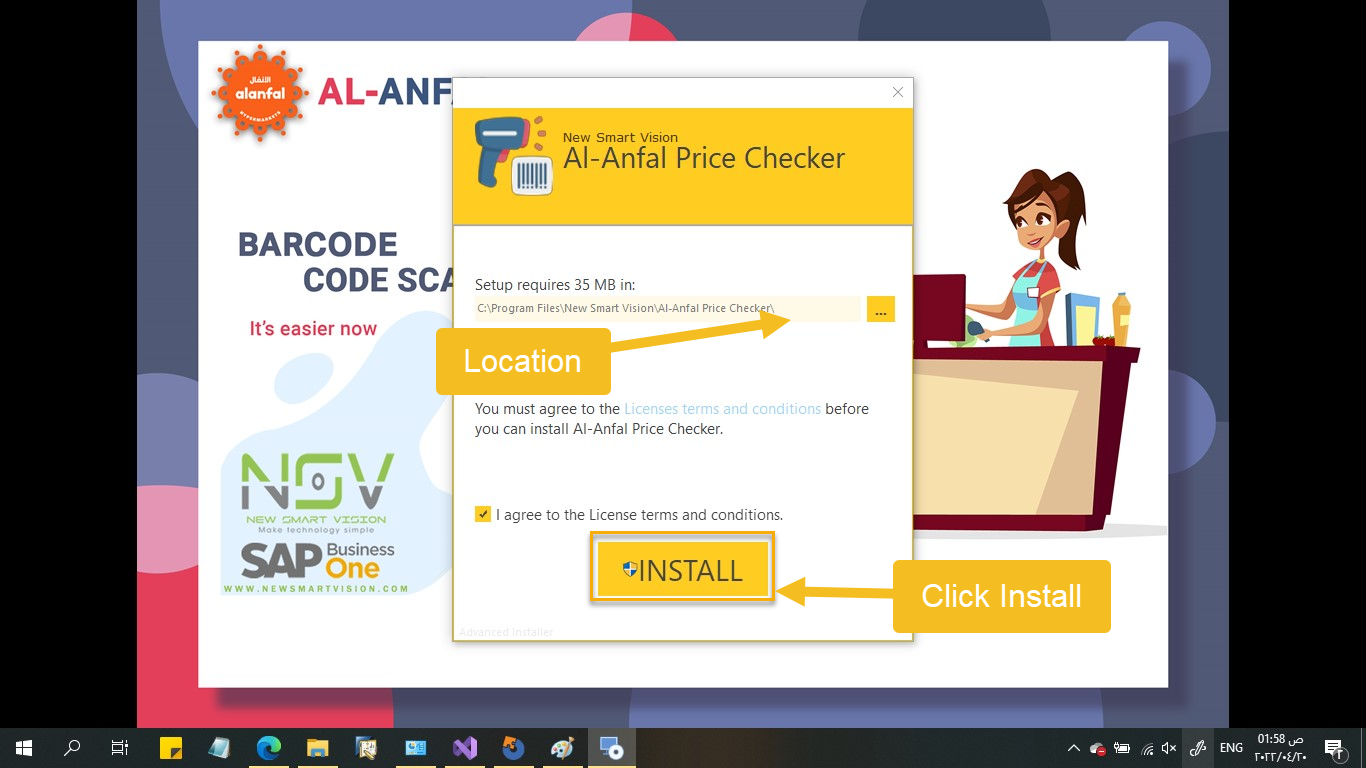 الأنفال
alanfal
HYPERMARKETS
AL-ANFA
New Smart Vision
Al-Anfal Price Checker
BARCODE
CODE SCA
It's easier now
Setup requires 35 MB in:
C:\Program Files\New Smart Vision\Al-Anfal Price Checker\
...
Location
You must agree to the Licenses terms and conditions before
you can install Al-Anfal Price Checker.
I agree to the License terms and conditions.
INSTALL
Click Install
Advanced Installer
NSV
NEW SMART VISION
Make technology simple
SAP Business
One
WWW.NEWSMARTVISION.COM
ENG
01:58 ص
٢٠٢٢/٠٤/٢٠
٢